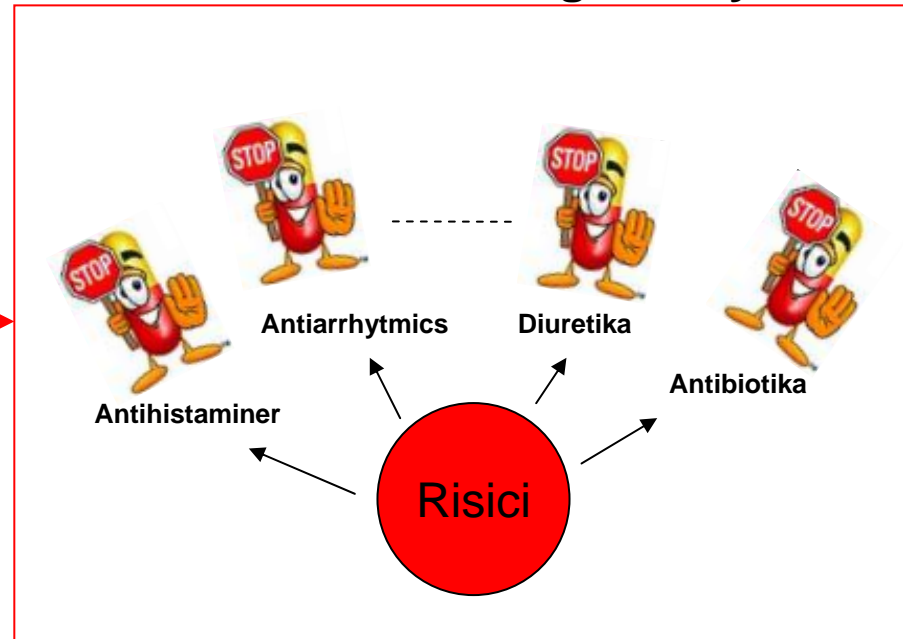 STOP
STOP
STOP
STOP
Antiarrhytmics
Diuretika
Antibiotika
Antihistaminer
Risici